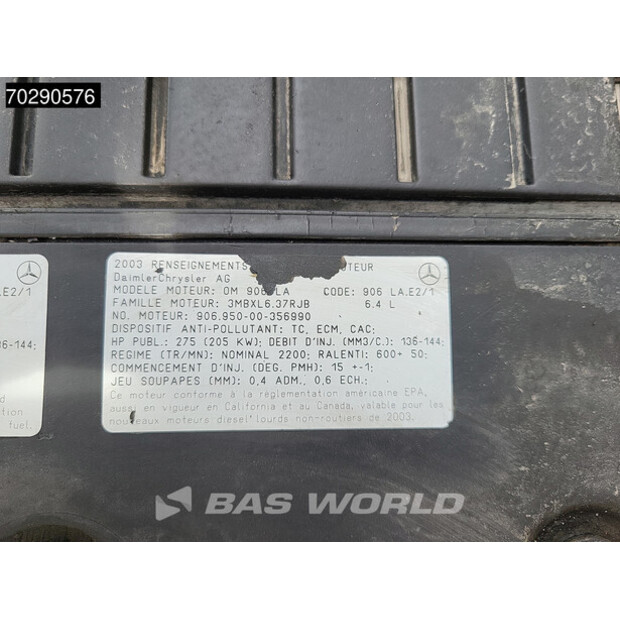 70290576
2003 RENSEIGNEMENTS MOTEUR
DaimlerChrysler AG
MODELE MOTEUR: OM 906 LA CODE: 906 LA.E2/1
FAMILLE MOTEUR: 3MBXL6.37RJB 6.4 L
NO. MOTEUR: 906.950-00-356990
DISPOSITIF ANTI-POLLUTANT: TC, ECM, CAC;
HP PUBL.: 275 (205 KW); DEBIT D'INJ. (MM3/C.): 136-144;
REGIME (TR/MN): NOMINAL 2200; RALENTI: 600+ 50;
COMMENCEMENT D'INJ. (DEG. PMH): 15 +-1;
JEU SOUPAPES (MM): 0,4 ADM., 0,6 ECH.;
Ce moteur conforme à la réglementation américaine EPA,
aussi en vigueur en California et au Canada, valable pour les
nouveaux moteurs diesel lourds non-routiers de 2003.
.E2/1
36-144;
fuel.
BAS WORLD